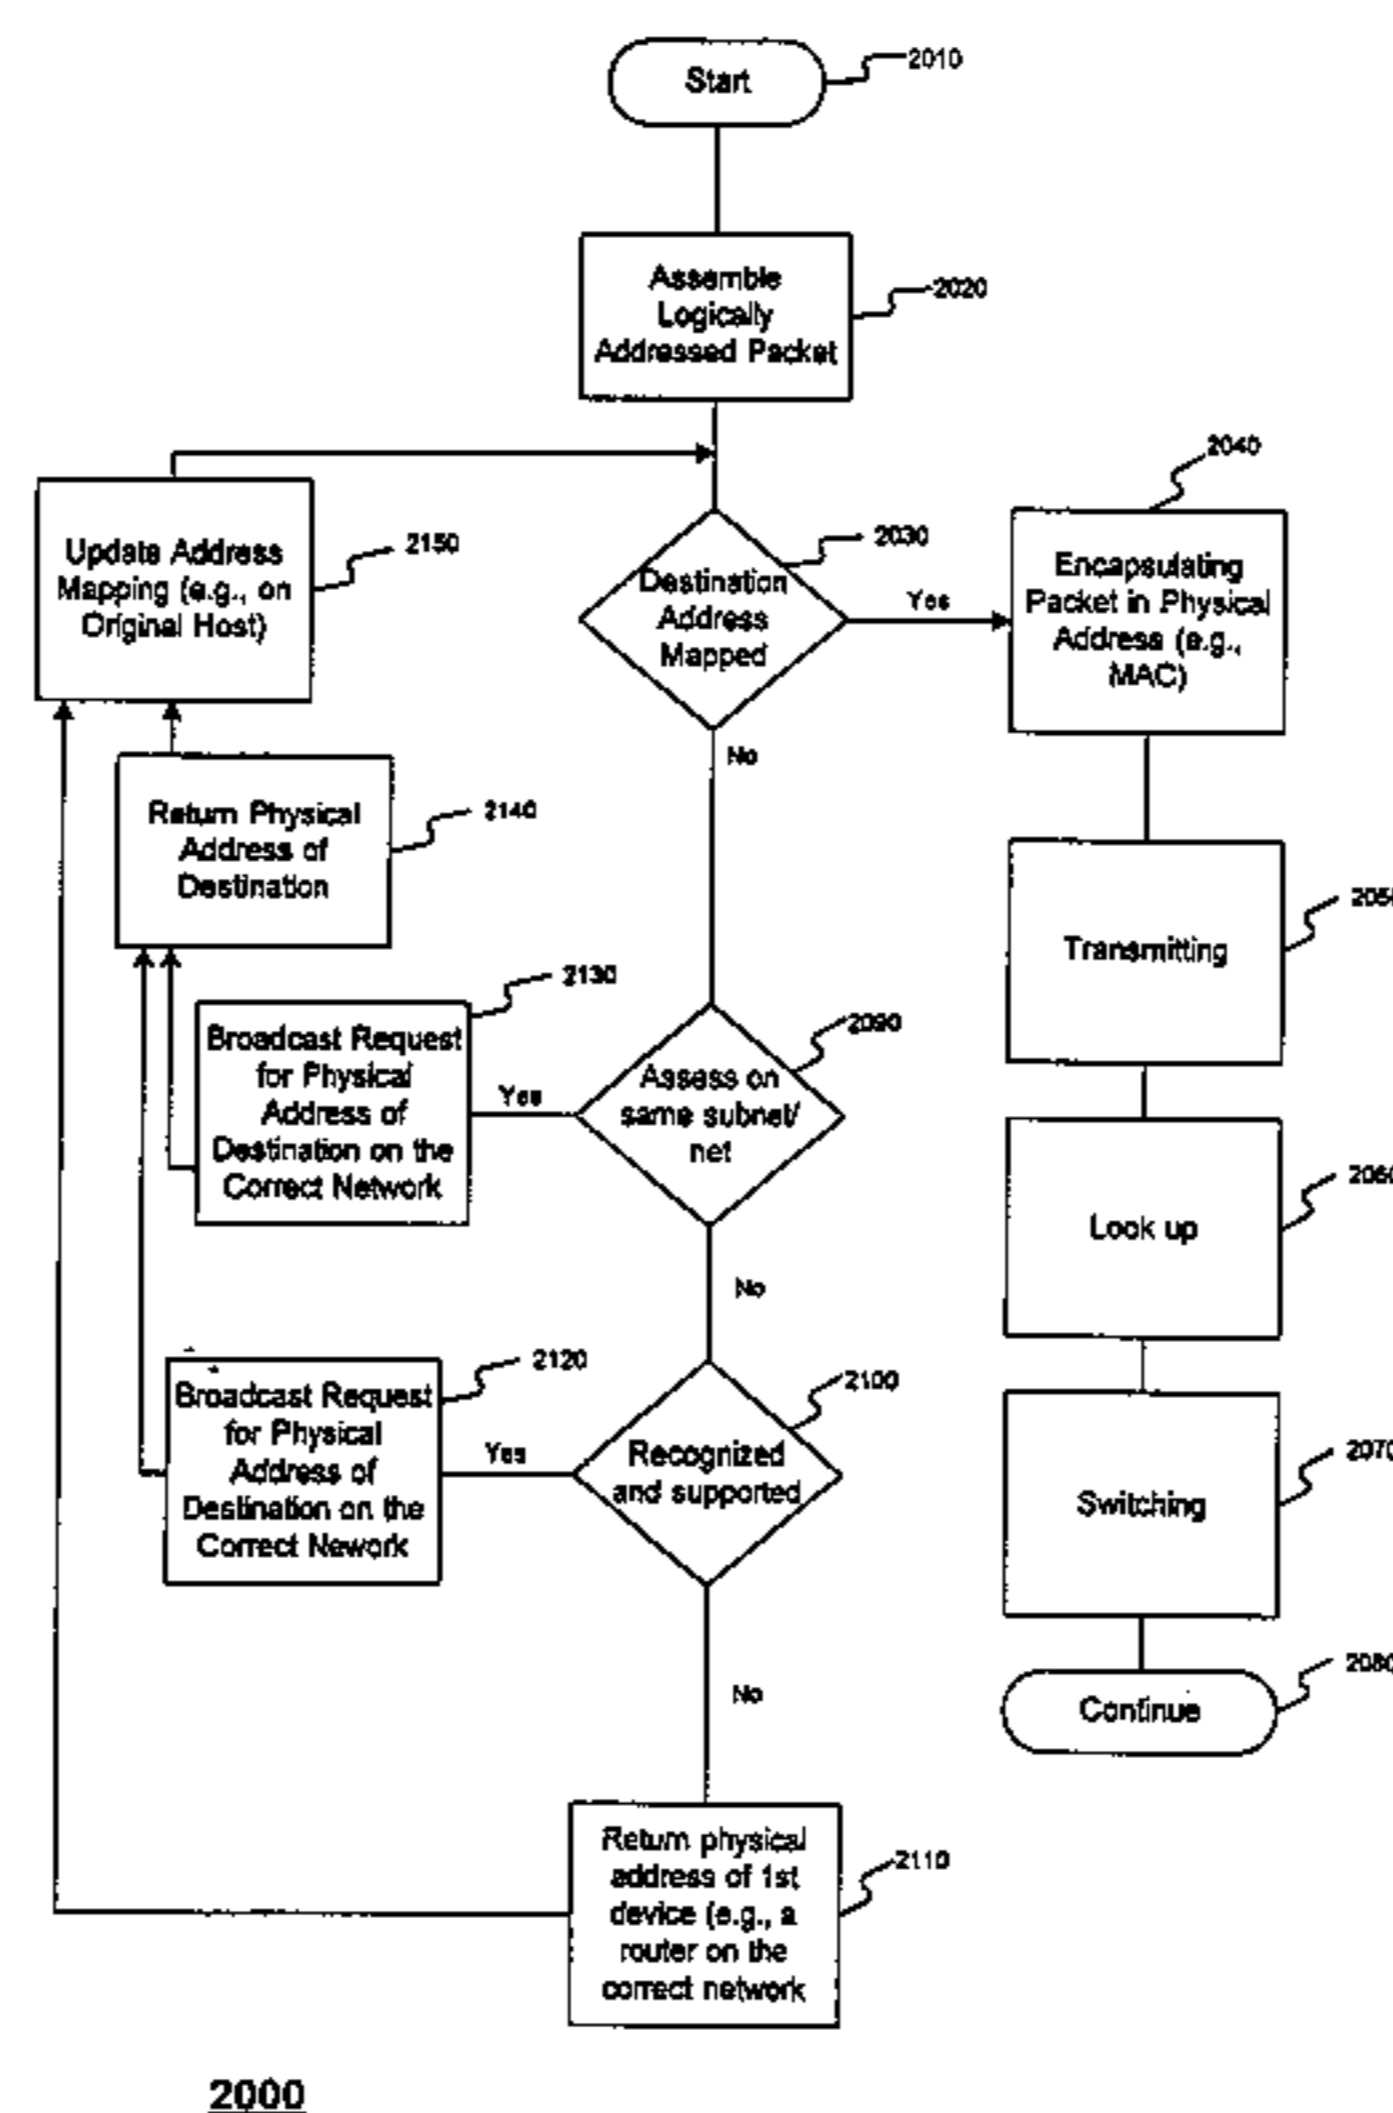 Start
2010
Assemble
Logically
Addressed Packet
2020
Update Address
Mapping (e.g., on
Original Host)
2150
Destination
Address
Mapped
2030
Yes
No
2040
Encapsulating
Packet in Physical
Address (e.g.,
MAC)
Return Physical
Address of
Destination
2140
Transmitting
Broadcast Request
for Physical
Address of
Destination on the
Correct Network
2130
Yes
Assess on
same subnet/
net
2090
No
Look up
Broadcast Request
for Physical
Address of
Destination on the
Correct Nework
2120
Yes
Recognized
and supported
2100
No
Switching
2070
Continue
Return physical
address of 1st
device (e.g., a
router on the
correct network
2110
2000